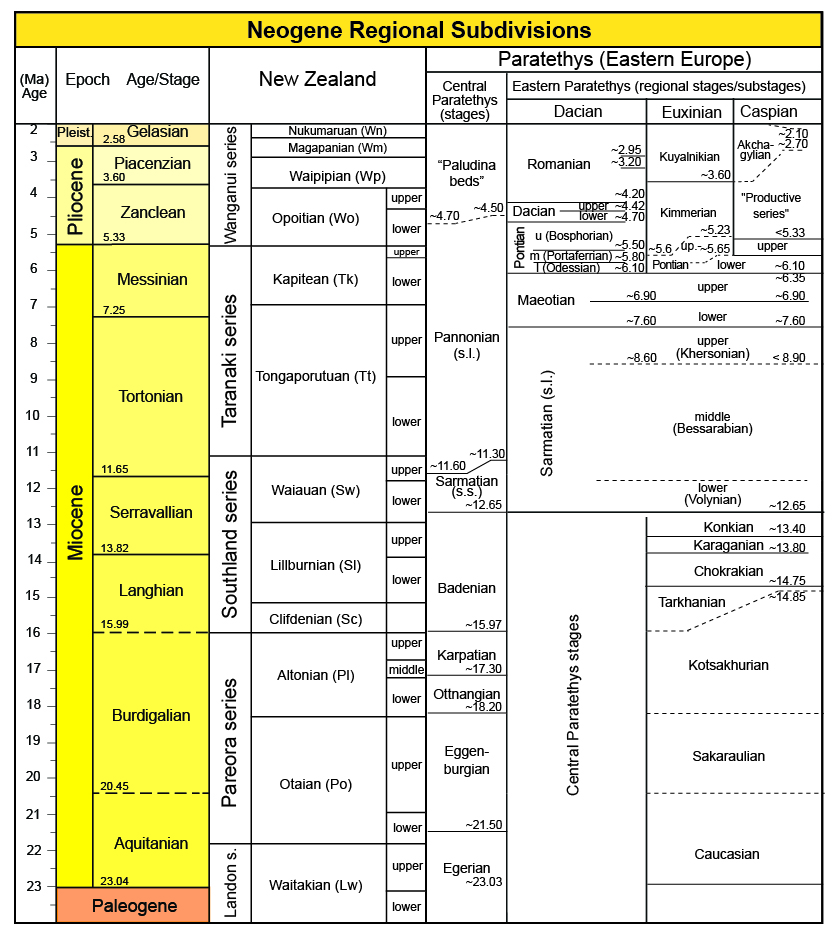 Neogene Regional Subdivisions
(Ma)
Age
Epoch
Age/Stage
New Zealand
Paratethys (Eastern Europe)
Central
Paratethys
(stages)
Eastern Paratethys (regional stages/substages)
Dacian
Euxinian
Caspian
2
3
4
5
6
7
8
9
10
11
12
13
14
15
16
17
18
19
20
21
22
23
Pleist.
Pliocene
Miocene
Gelasian
2.58
Piacenzian
3.60
Zanclean
5.33
Messinian
7.25
Tortonian
11.65
Serravallian
13.82
Langhian
15.99
Burdigalian
20.45
Aquitanian
23.04
Paleogene
Wanganui series
Taranaki series
Southland series
Pareora series
Landon s.
Nukumaruan (Wn)
Magapanian (Wm)
Waipipian (Wp)
Opoitian (Wo)
upper
lower
Kapitean (Tk)
upper
lower
Tongaporutuan (Tt)
upper
lower
Waiauan (Sw)
upper
lower
Lillburnian (Sl)
upper
lower
Clifdenian (Sc)
Altonian (Pl)
upper
middle
lower
Otaian (Po)
upper
lower
Waitakian (Lw)
upper
lower
"Paludina
beds"
~4.70
~4.50
Pannonian
(s.l.)
~11.60
~11.30
Sarmatian
(s.s.)
~12.65
Badenian
~15.97
Karpatian
~17.30
Ottnangian
~18.20
Eggen-
burgian
~21.50
Egerian
~23.03
Romanian
~2.95
~3.20
~4.20
Dacian
upper ~4.42
lower ~4.70
Pontian
u (Bosphorian)
~5.50
m (Portaferrian) ~5.80
l (Odessian) ~6.10
Kuyalnikian
~3.60
Kimmerian
~5.23
~5.6
up. ~5.65
Pontian
lower
~2.10
Akcha-
gylian
~2.70
"Productive
series"
<5.33
upper
~6.10
~6.35
Maeotian
upper
~6.90
~6.90
lower
~7.60
~7.60
Sarmatian (s.l.)
upper
(Khersonian)
~8.60
< 8.90
middle
(Bessarabian)
lower
(Volynian)
~12.65
Central Paratethys stages
Konkian
~13.40
Karaganian
~13.80
Chokrakian
~14.75
~14.85
Tarkhanian
Kotsakhurian
Sakaraulian
Caucasian